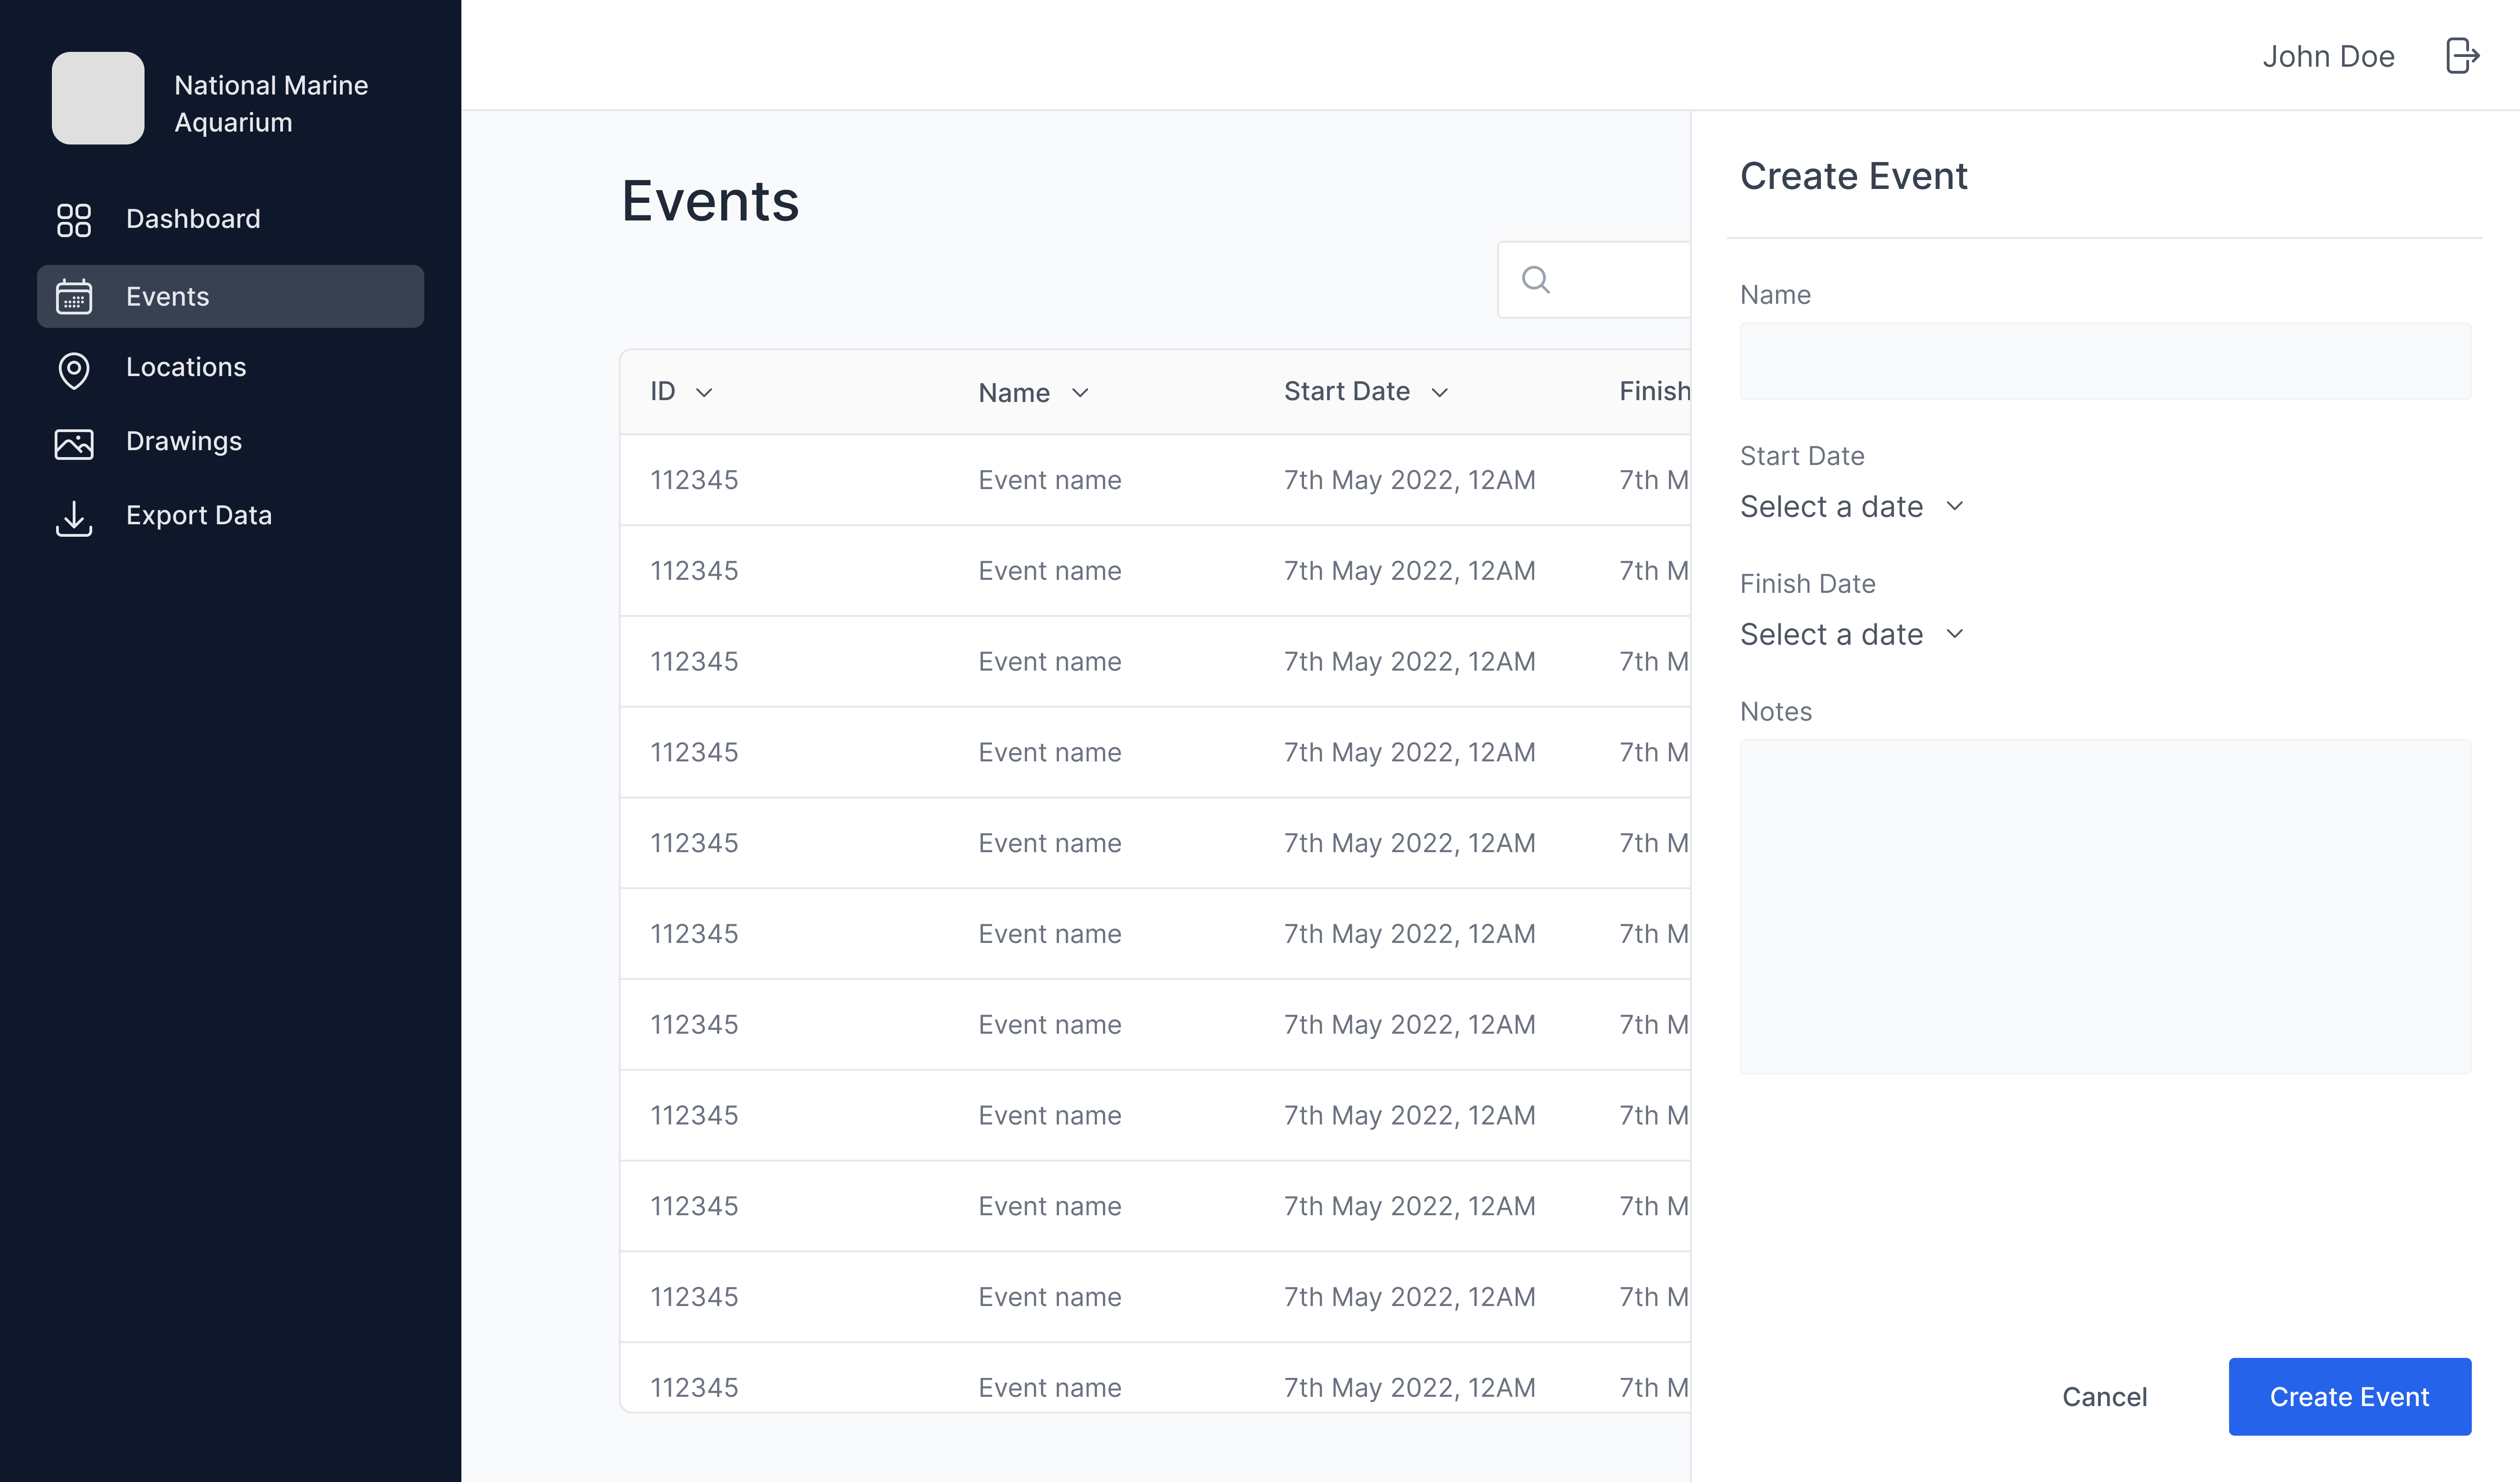 National Marine
Aquarium
Dashboard
Events
Locations
Drawings
Export Data
John Doe
Events
ID Name Start Date Finish
112345 Event name 7th May 2022, 12AM 7th M
112345 Event name 7th May 2022, 12AM 7th M
112345 Event name 7th May 2022, 12AM 7th M
112345 Event name 7th May 2022, 12AM 7th M
112345 Event name 7th May 2022, 12AM 7th M
112345 Event name 7th May 2022, 12AM 7th M
112345 Event name 7th May 2022, 12AM 7th M
112345 Event name 7th May 2022, 12AM 7th M
112345 Event name 7th May 2022, 12AM 7th M
112345 Event name 7th May 2022, 12AM 7th M
112345 Event name 7th May 2022, 12AM 7th M
Create Event
Name
Start Date
Select a date
Finish Date
Select a date
Notes
Cancel
Create Event